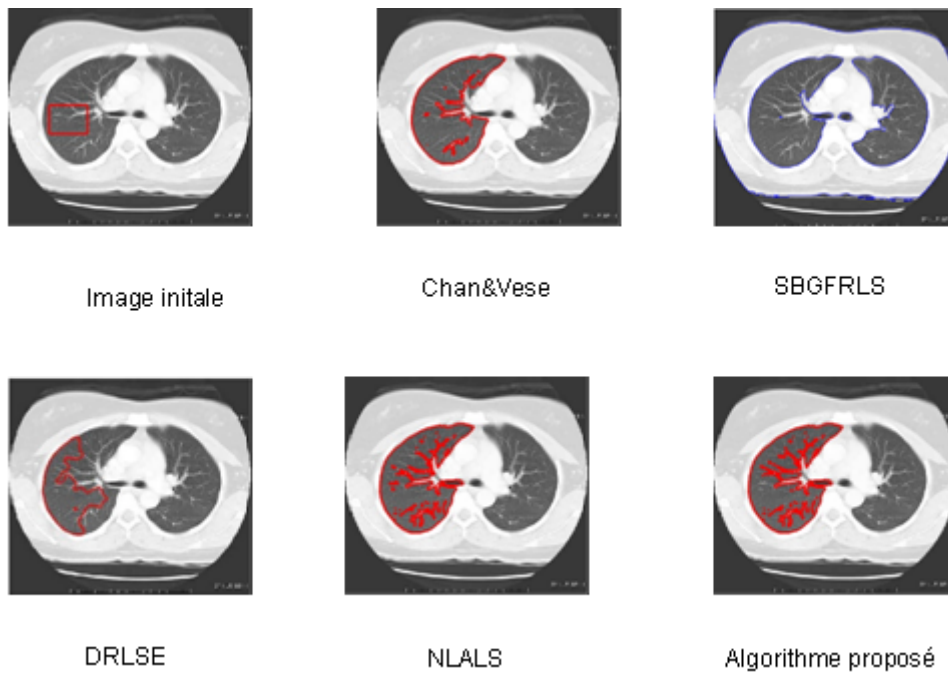 Image initale
Chan&Vese
SBGFRLS
DRLSE
NLALS
Algorithme proposé